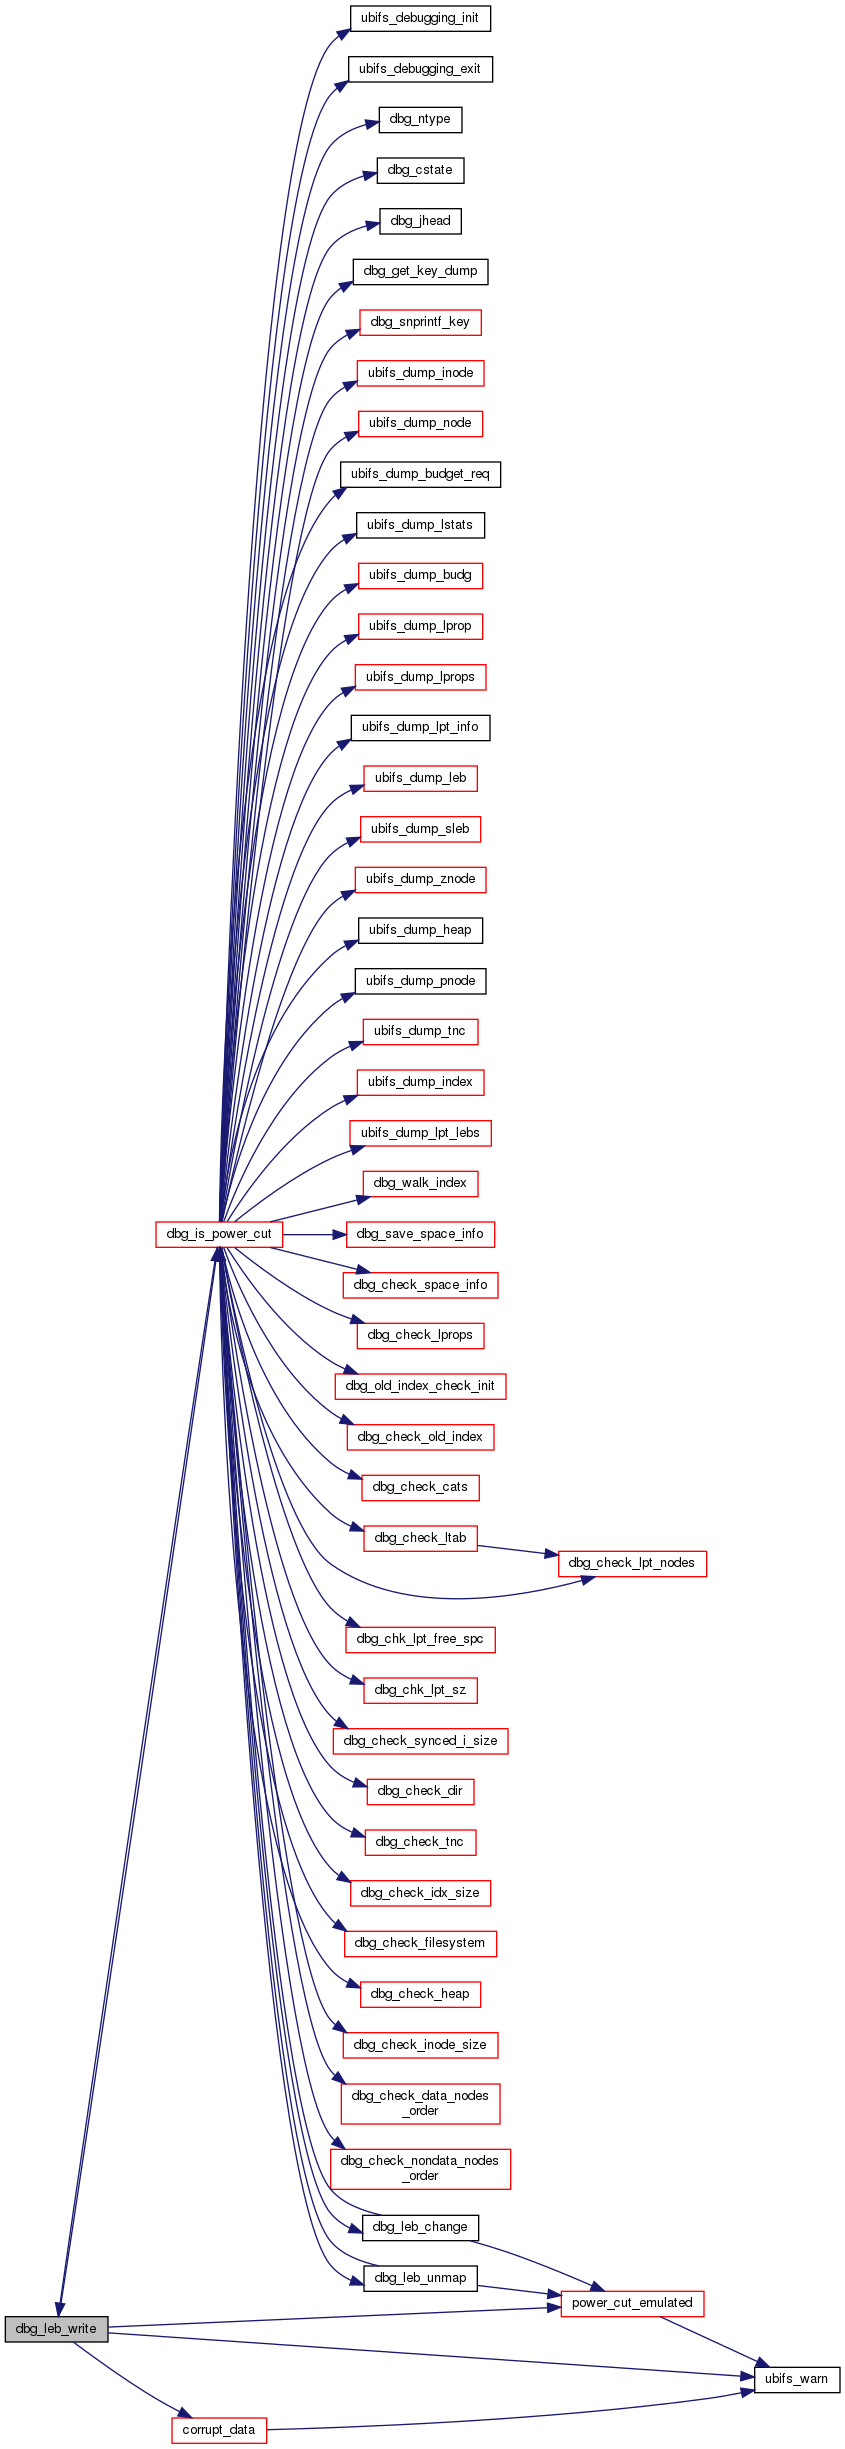 ubifs_debugging_init
ubifs_debugging_exit
dbg_ntype
dbg_cstate
dbg_jhead
dbg_get_key_dump
dbg_snprintf_key
ubifs_dump_inode
ubifs_dump_node
ubifs_dump_budget_req
ubifs_dump_lstats
ubifs_dump_budg
ubifs_dump_lprop
ubifs_dump_lprops
ubifs_dump_lpt_info
ubifs_dump_leb
ubifs_dump_sleb
ubifs_dump_znode
ubifs_dump_heap
ubifs_dump_pnode
ubifs_dump_tnc
ubifs_dump_index
ubifs_dump_lpt_lebs
dbg_walk_index
dbg_is_power_cut
dbg_save_space_info
dbg_check_space_info
dbg_check_lprops
dbg_old_index_check_init
dbg_check_old_index
dbg_check_cats
dbg_check_ltab
dbg_check_lpt_nodes
dbg_chk_lpt_free_spc
dbg_chk_lpt_sz
dbg_check_synced_i_size
dbg_check_dir
dbg_check_tnc
dbg_check_idx_size
dbg_check_filesystem
dbg_check_heap
dbg_check_inode_size
dbg_check_data_nodes
_order
dbg_check_nondata_nodes
_order
dbg_leb_change
dbg_leb_unmap
power_cut_emulated
dbg_leb_write
ubifs_warn
corrupt_data